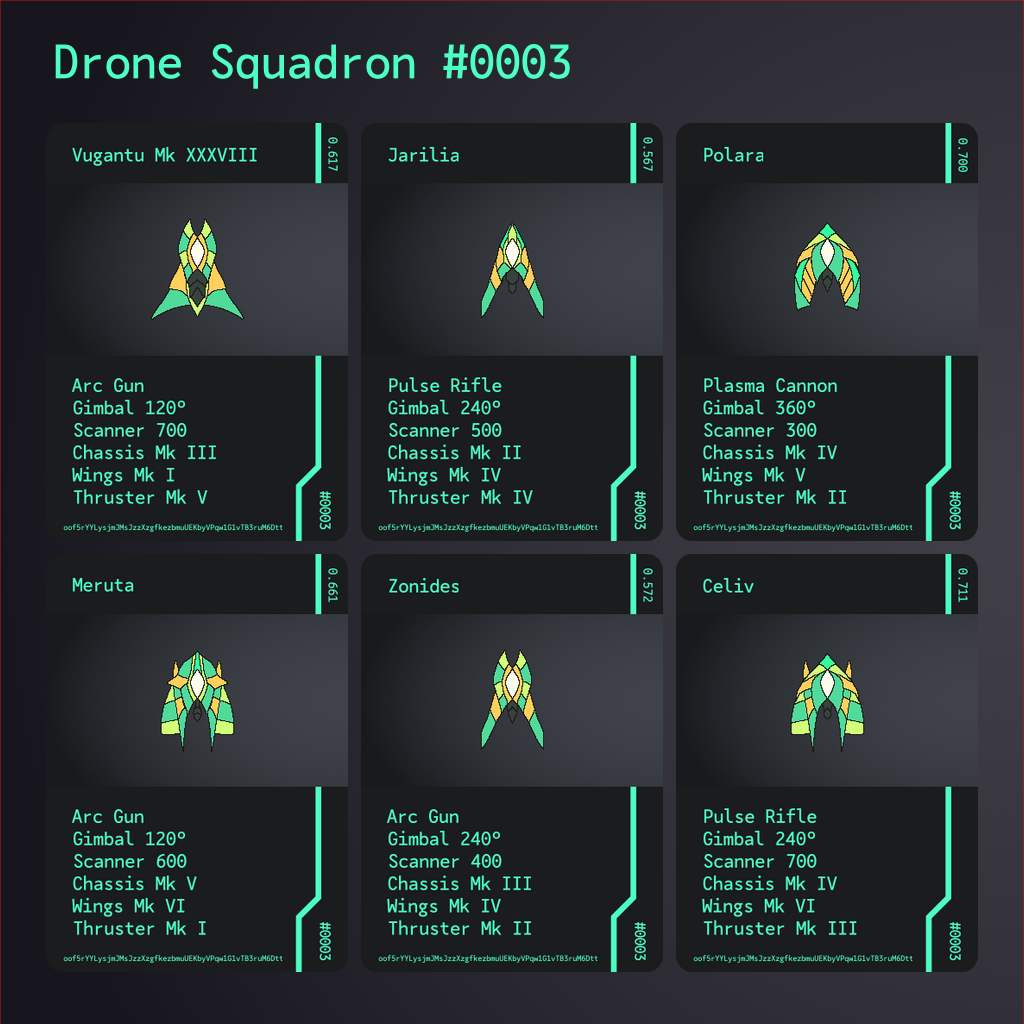 Drone Squadron #0003
Vugantu Mk XXXVIII
0.617
Arc Gun
Gimbal 120°
Scanner 700
Chassis Mk III
Wings Mk I
Thruster Mk V
#0003
oof5rYYLysjmJMsJzzXzgfkezbmuUEKbyVPqw1G1vTB3ruM6Dtt
Jarilia
0.567
Pulse Rifle
Gimbal 240°
Scanner 500
Chassis Mk II
Wings Mk IV
Thruster Mk IV
#0003
oof5rYYLysjmJMsJzzXzgfkezbmuUEKbyVPqw1G1vTB3ruM6Dtt
Polara
0.700
Plasma Cannon
Gimbal 360°
Scanner 300
Chassis Mk IV
Wings Mk V
Thruster Mk II
#0003
oof5rYYLysjmJMsJzzXzgfkezbmuUEKbyVPqw1G1vTB3ruM6Dtt
Meruta
0.661
Arc Gun
Gimbal 120°
Scanner 600
Chassis Mk V
Wings Mk VI
Thruster Mk I
#0003
oof5rYYLysjmJMsJzzXzgfkezbmuUEKbyVPqw1G1vTB3ruM6Dtt
Zonides
0.572
Arc Gun
Gimbal 240°
Scanner 400
Chassis Mk III
Wings Mk IV
Thruster Mk II
#0003
oof5rYYLysjmJMsJzzXzgfkezbmuUEKbyVPqw1G1vTB3ruM6Dtt
Celiv
0.711
Pulse Rifle
Gimbal 240°
Scanner 700
Chassis Mk IV
Wings Mk VI
Thruster Mk III
#0003
oof5rYYLysjmJMsJzzXzgfkezbmuUEKbyVPqw1G1vTB3ruM6Dtt